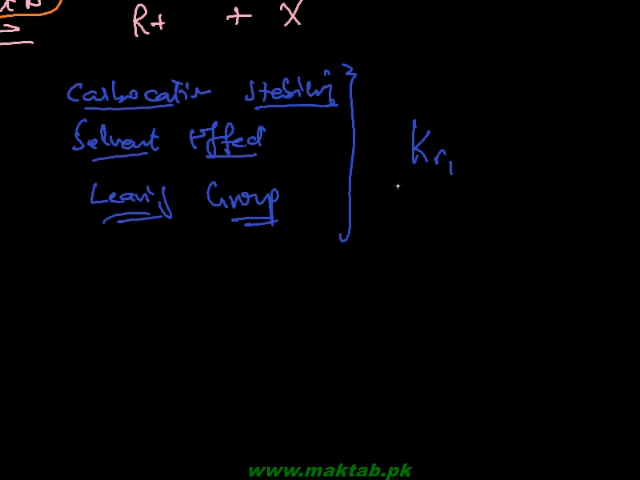 R+ + X
Carbocation Stability
Solvent Effect
Leaving Group
Kr1
www.maktab.pk